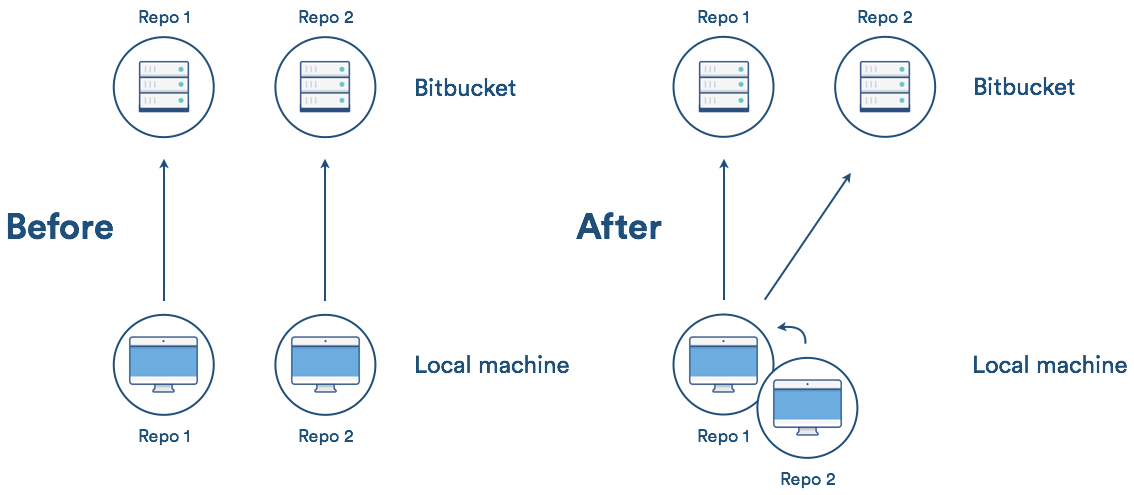 Repo 1
Repo 2
Bitbucket
Before
Local machine
Repo 1
Repo 2
Repo 1
Repo 2
Bitbucket
After
Local machine
Repo 1
Repo 2